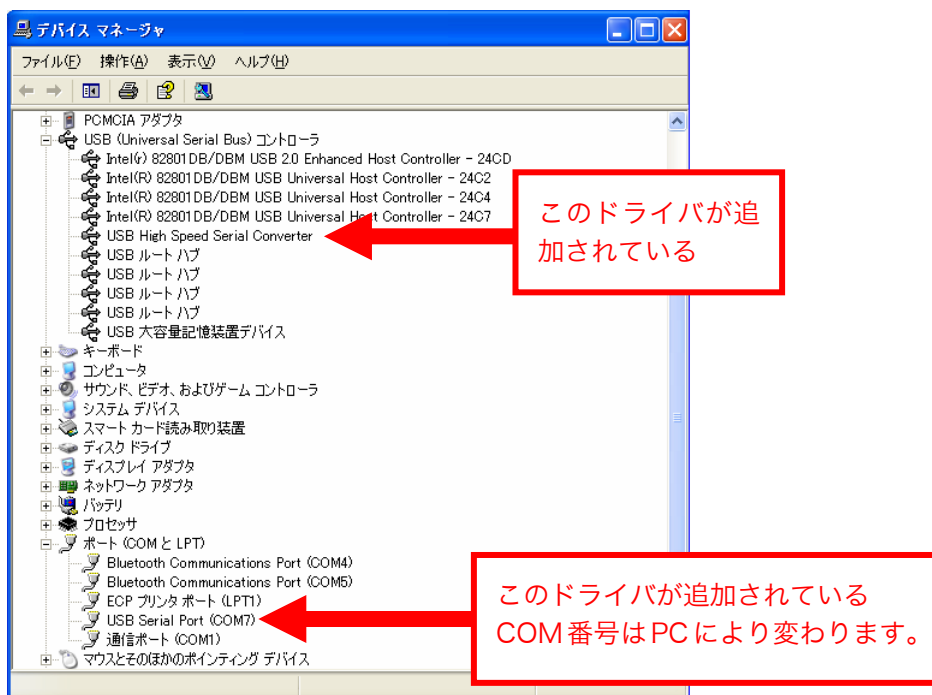 デバイス マネージャ
ファイル(F) 操作(A) 表示(V) ヘルプ(H)
PCMCIA アダプタ
USB (Universal Serial Bus) コントローラ
Intel(r) 82801DB/DBM USB 2.0 Enhanced Host Controller - 24CD
Intel(R) 82801DB/DBM USB Universal Host Controller - 24C2
Intel(R) 82801DB/DBM USB Universal Host Controller - 24C4
Intel(R) 82801DB/DBM USB Universal Host Controller - 24C7
USB High Speed Serial Converter
このドライバが追
加されている
USB ルート ハブ
USB ルート ハブ
USB ルート ハブ
USB ルート ハブ
USB 大容量記憶装置デバイス
キーボード
コンピュータ
サウンド、ビデオ、およびゲーム コントローラ
システム デバイス
スマート カード読み取り装置
ディスク ドライブ
ディスプレイ アダプタ
ネットワーク アダプタ
バッテリ
プロセッサ
ポート (COM と LPT)
Bluetooth Communications Port (COM4)
Bluetooth Communications Port (COM5)
ECP プリンタ ポート (LPT1)
USB Serial Port (COM7)
通信ポート (COM1)
マウスとそのほかのポインティング デバイス
このドライバが追加されている
COM番号はPCにより変わります。